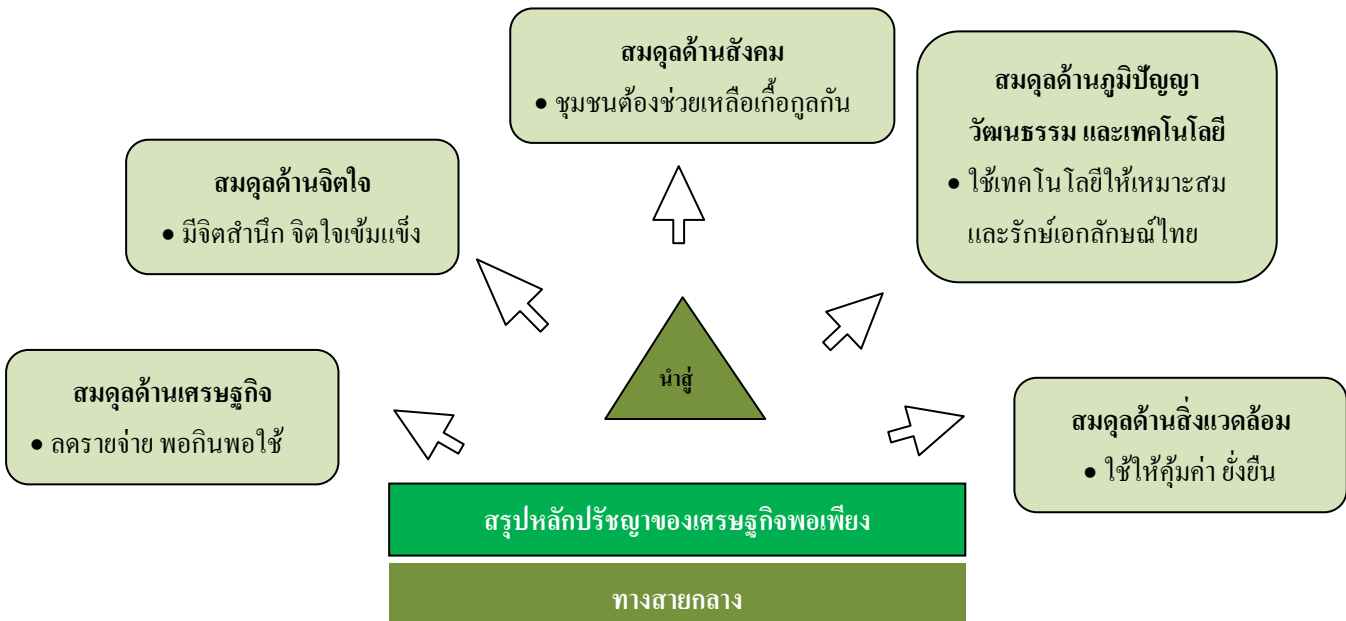 สมดุลด้านสังคม
• ชุมชนต้องช่วยเหลือเกื้อกูลกัน
สมดุลด้านภูมิปัญญา
วัฒนธรรม และเทคโนโลยี
• ใช้เทคโนโลยีให้เหมาะสม
และรักษ์เอกลักษณ์ไทย
สมดุลด้านจิตใจ
• มีจิตสำนึก จิตใจเข้มแข็ง
นำสู่
สมดุลด้านเศรษฐกิจ
• ลดรายจ่าย พอกินพอใช้
สมดุลด้านสิ่งแวดล้อม
• ใช้ให้คุ้มค่า ยั่งยืน
สรุปหลักปรัชญาของเศรษฐกิจพอเพียง
ทางสายกลาง